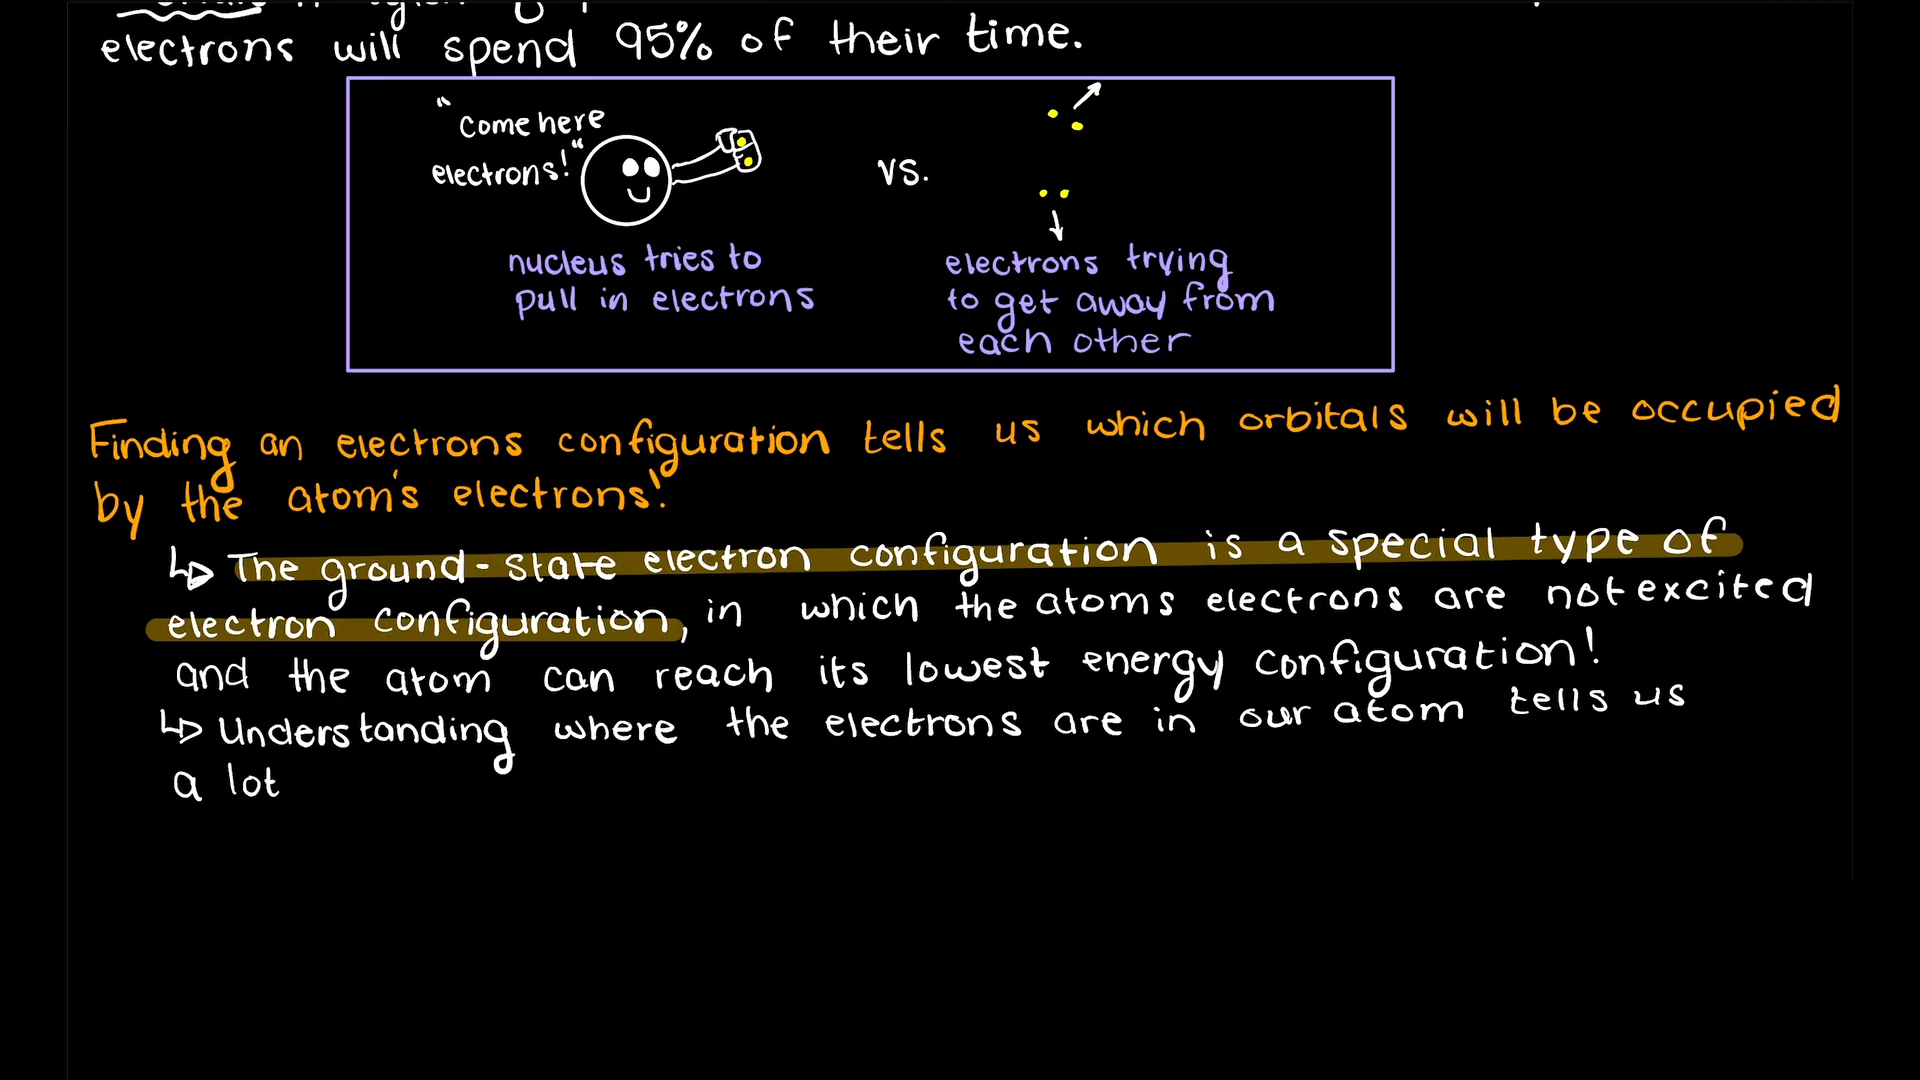 electrons will spend 95% of their time.
"come here
electrons!"
vs.
nucleus tries to
pull in electrons
electrons trying
to get away from
each other
Finding an electrons configuration tells us which orbitals will be occupied
by the atom's electrons!
↳ The ground-state electron configuration is a special type of
electron configuration, in which the atoms electrons are not excited
and the atom can reach its lowest energy configuration!
↳ Understanding where the electrons are in our atom tells us
a lot